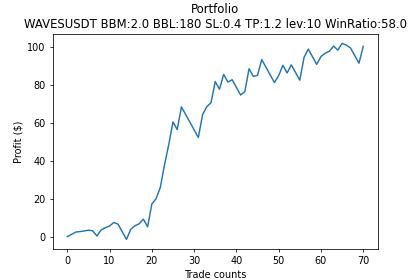 Portfolio
WAVESUSDT BBM:2.0 BBL:180 SL:0.4 TP:1.2 lev:10 WinRatio:58.0
100
80
60
40
20
0
Profit ($)
0 10 20 30 40 50 60 70
Trade counts